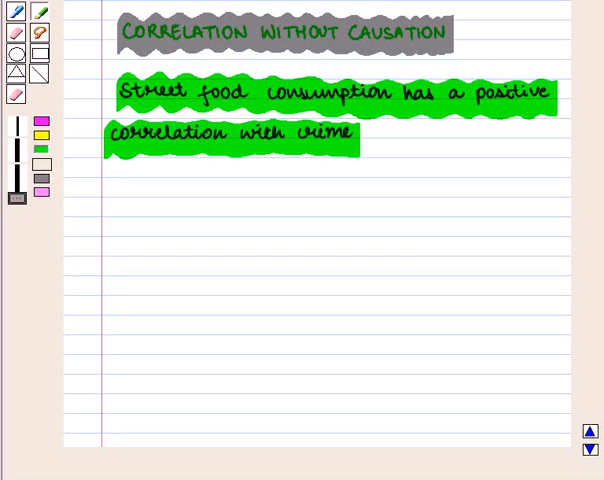 CORRELATION WITHOUT CAUSATION
Street food consumption has a positive
correlation with crime